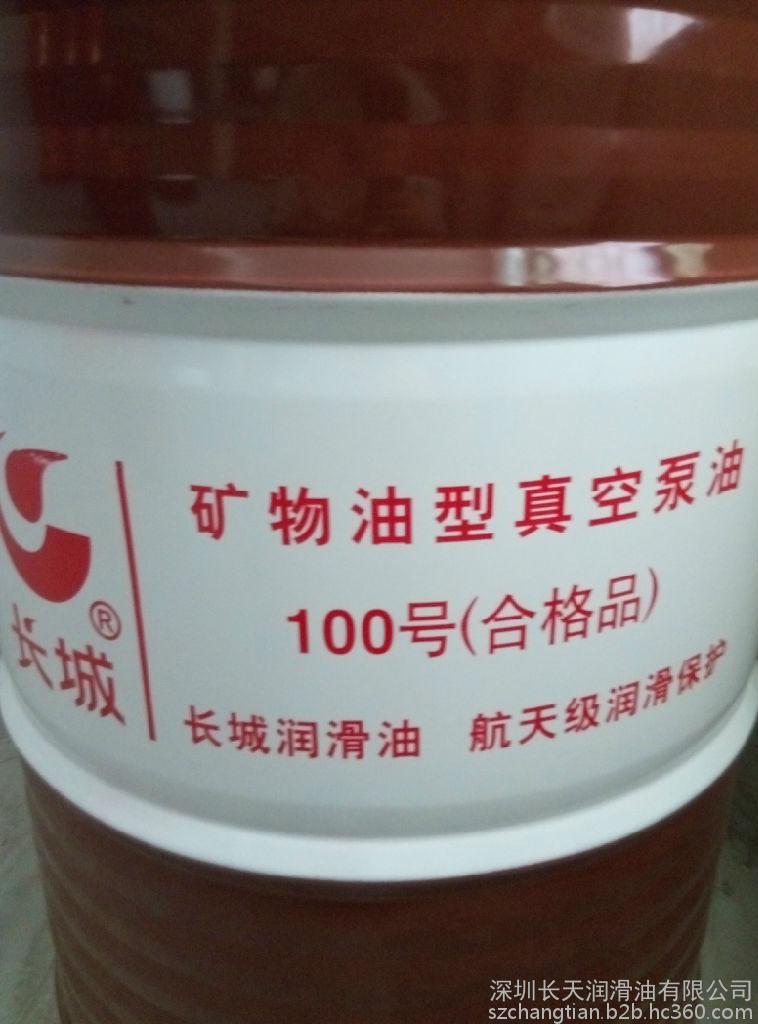 矿物油型真空泵油
100号(合格品)
长城®
长城润滑油 航天级润滑保护
深圳长天润滑油有限公司
szchangtian.b2b.hc360.com